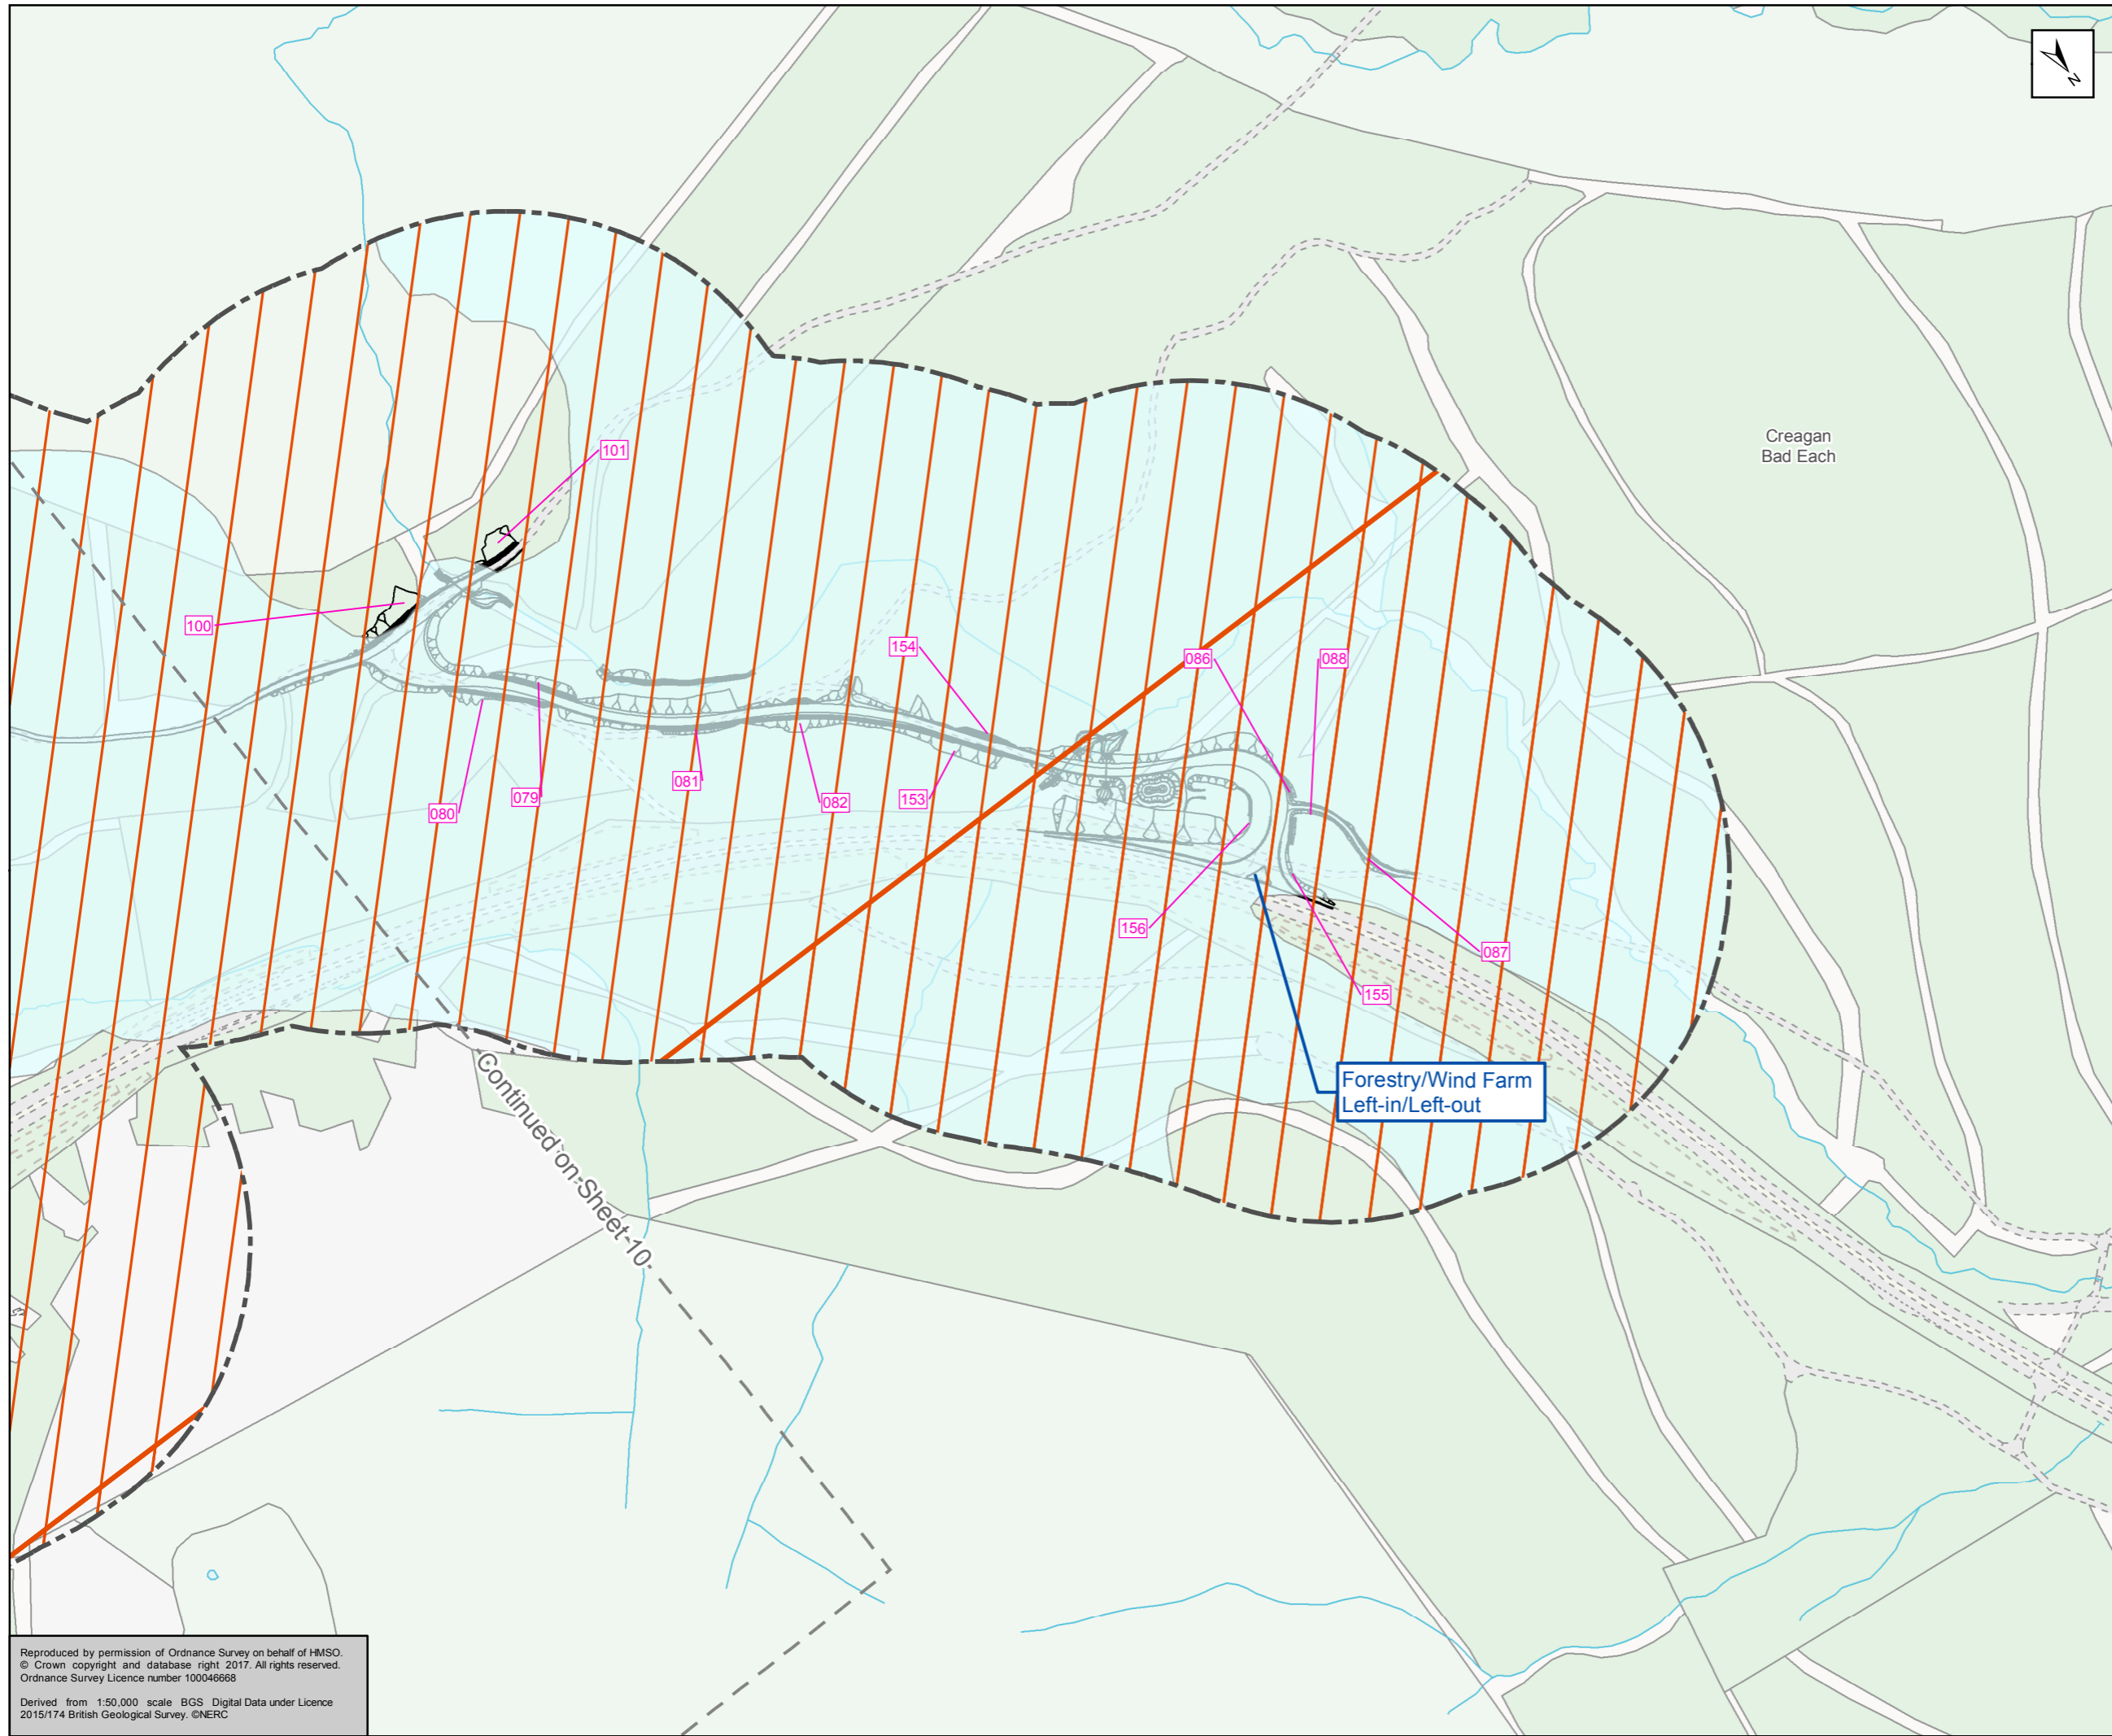 N
Creagan
Bad Each
101
100
154
086
088
081
079
080
082
153
156
087
155
Forestry/Wind Farm
Left-in/Left-out
Continued on Sheet 10
Reproduced by permission of Ordnance Survey on behalf of HMSO.
© Crown copyright and database right 2017. All rights reserved.
Ordnance Survey Licence number 100046668
Derived from 1:50,000 scale BGS Digital Data under Licence
2015/174 British Geological Survey. ©NERC